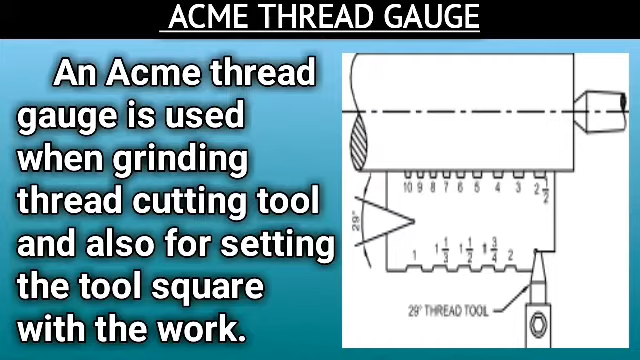 ACME THREAD GAUGE
An Acme thread
gauge is used
when grinding
thread cutting tool
and also for setting
the tool square
with the work.
10 9 8 7 6 5 4 3 2 1/2
29°
1 1 1/3 1 1/2 1 3/4 2
29° THREAD TOOL